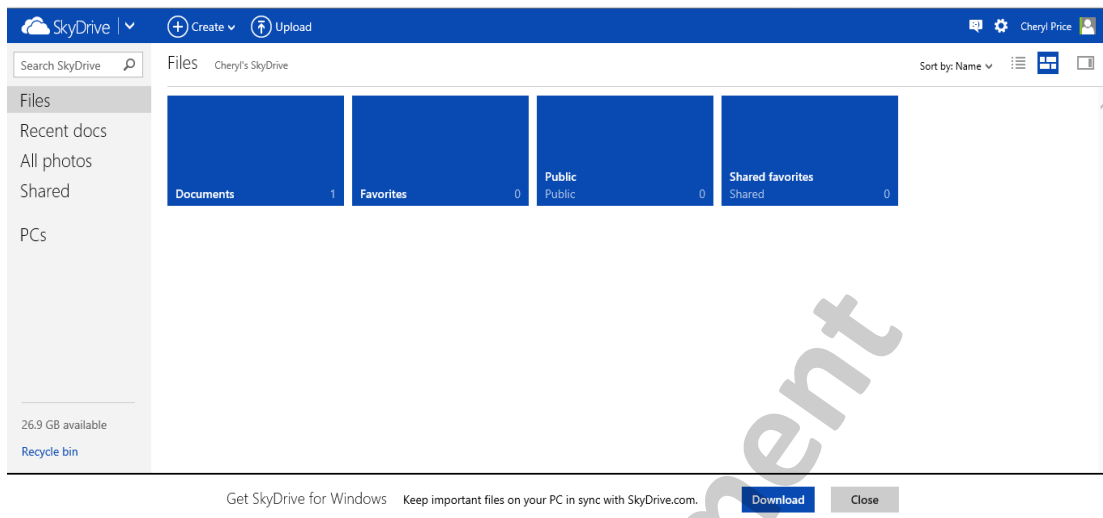 SkyDrive Create Upload Cheryl Price
Search SkyDrive
Files Cheryl's SkyDrive Sort by: Name
Files
Recent docs
All photos
Shared
PCs
Documents 1
Favorites 0
Public
Public 0
Shared favorites
Shared 0
26.9 GB available
Recycle bin
Get SkyDrive for Windows Keep important files on your PC in sync with SkyDrive.com. Download Close
ment